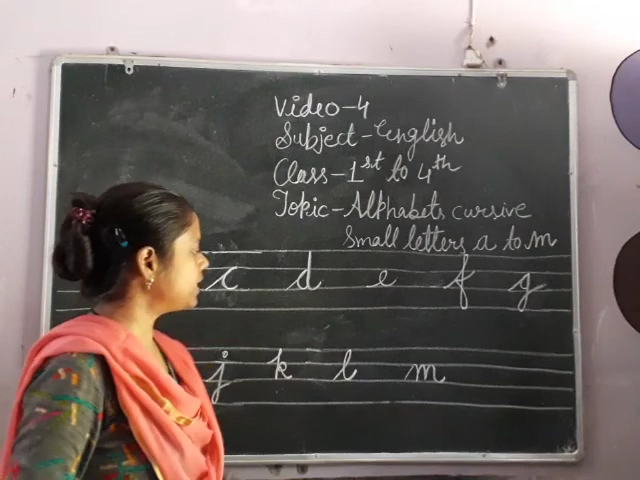 Video-4
Subject-English
Class-1st to 4th
Topic-Alphabets cursive
Small letters a to m
c d e f g
j k l m